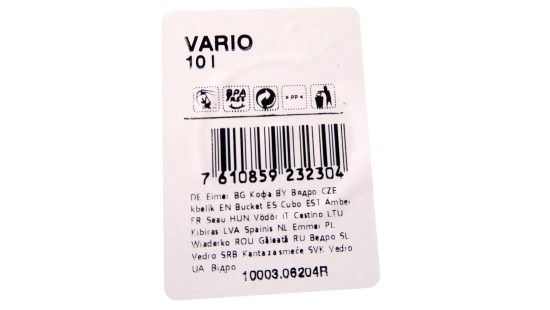 VARIO
10 l
BPA
FREE
>PP<
7 610859 232304
DE Eimer BG Кофа BY Вядро CZE
kbelík EN Bucket ES Cubo EST Ämber
FR Seau HUN Vödör IT Cestino LTU
Kibiras LVA Spainis NL Emmer PL
Wiaderko ROU Găleată RU Ведро SL
Vedro SRB Kanta za smeće SVK Vedro
UA Відро
10003.06204R